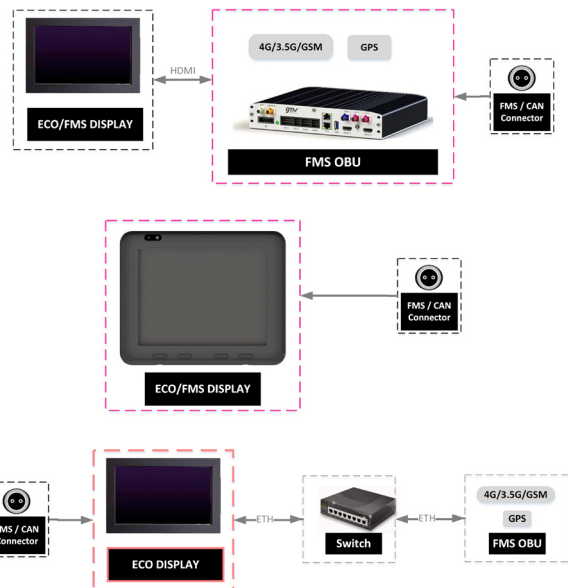 4G/3.5G/GSM
GPS
HDMI
gmv
FMS / CAN
Connector
ECO/FMS DISPLAY
FMS OBU
FMS / CAN
Connector
ECO/FMS DISPLAY
4G/3.5G/GSM
ETH
ETH
GPS
MS / CAN
onnector
Switch
FMS OBU
ECO DISPLAY